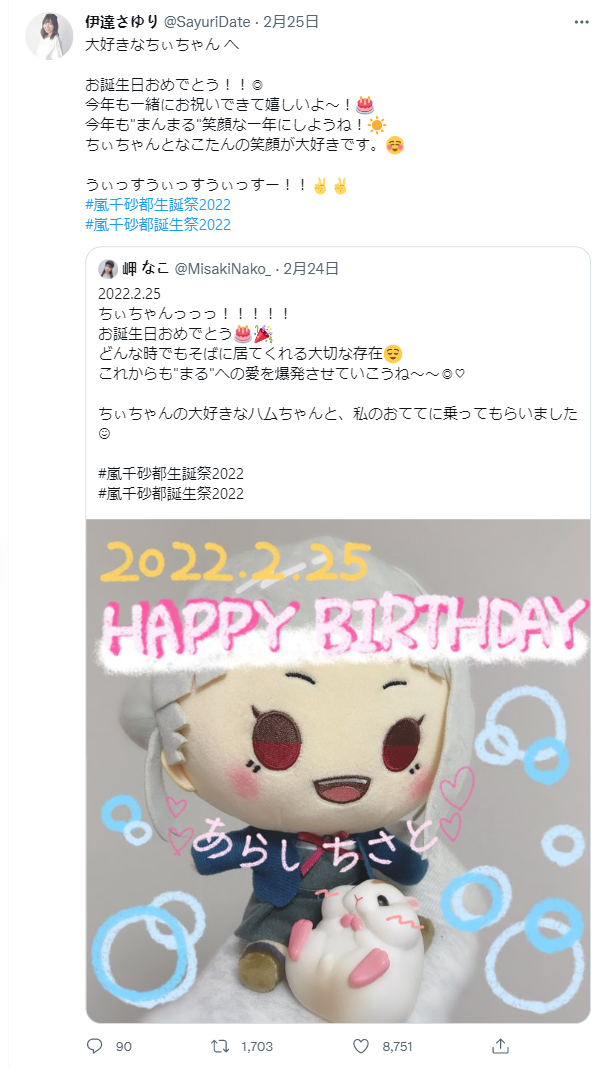 伊達さゆり @SayuriDate · 2月25日
大好きなちぃちゃん へ
お誕生日おめでとう！！☺
今年も一緒にお祝いできて嬉しいよ〜！🎂
今年も"まんまる"笑顔な一年にしようね！☀️
ちぃちゃんとなこたんの笑顔が大好きです。☺️
うぃっすうぃっすうぃっすー！！✌️✌️
#嵐千砂都生誕祭2022
#嵐千砂都誕生祭2022
岬 なこ @MisakiNako_ · 2月24日
2022.2.25
ちぃちゃんっっっ！！！！！
お誕生日おめでとう🎂🎉
どんな時でもそばに居てくれる大切な存在😌
これからも"まる"への愛を爆発させていこうね〜〜☺♡
ちぃちゃんの大好きなハムちゃんと、私のおててに乗ってもらいました
☺
#嵐千砂都生誕祭2022
#嵐千砂都誕生祭2022
2022.2.25
HAPPY BIRTHDAY
あらしちさと
90 1,703 8,751